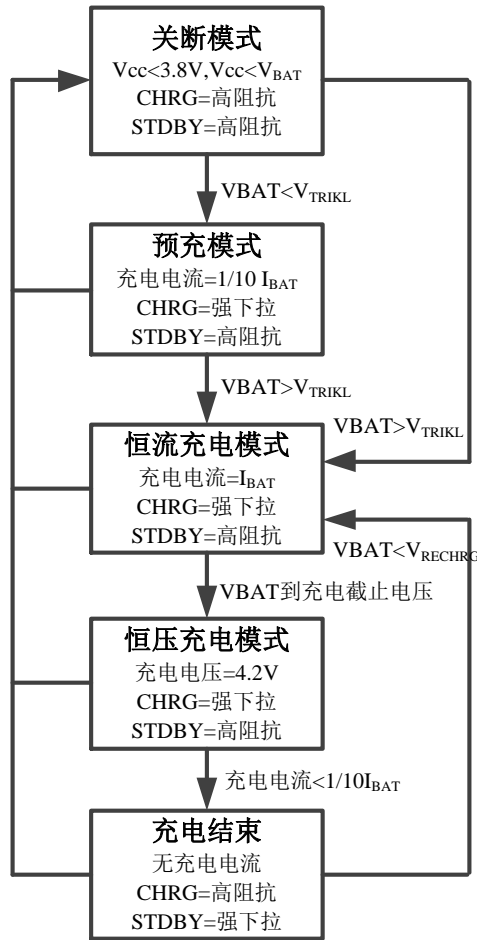 关断模式
Vcc<3.8V,Vcc<VBAT
CHRG=高阻抗
STDBY=高阻抗
VBAT<VTRIKL
预充模式
充电电流=1/10 IBAT
CHRG=强下拉
STDBY=高阻抗
VBAT>VTRIKL
VBAT>VTRIKL
恒流充电模式
充电电流=IBAT
CHRG=强下拉
STDBY=高阻抗
VBAT<VRECHRG
VBAT到充电截止电压
恒压充电模式
充电电压=4.2V
CHRG=强下拉
STDBY=高阻抗
充电电流<1/10IBAT
充电结束
无充电电流
CHRG=高阻抗
STDBY=强下拉